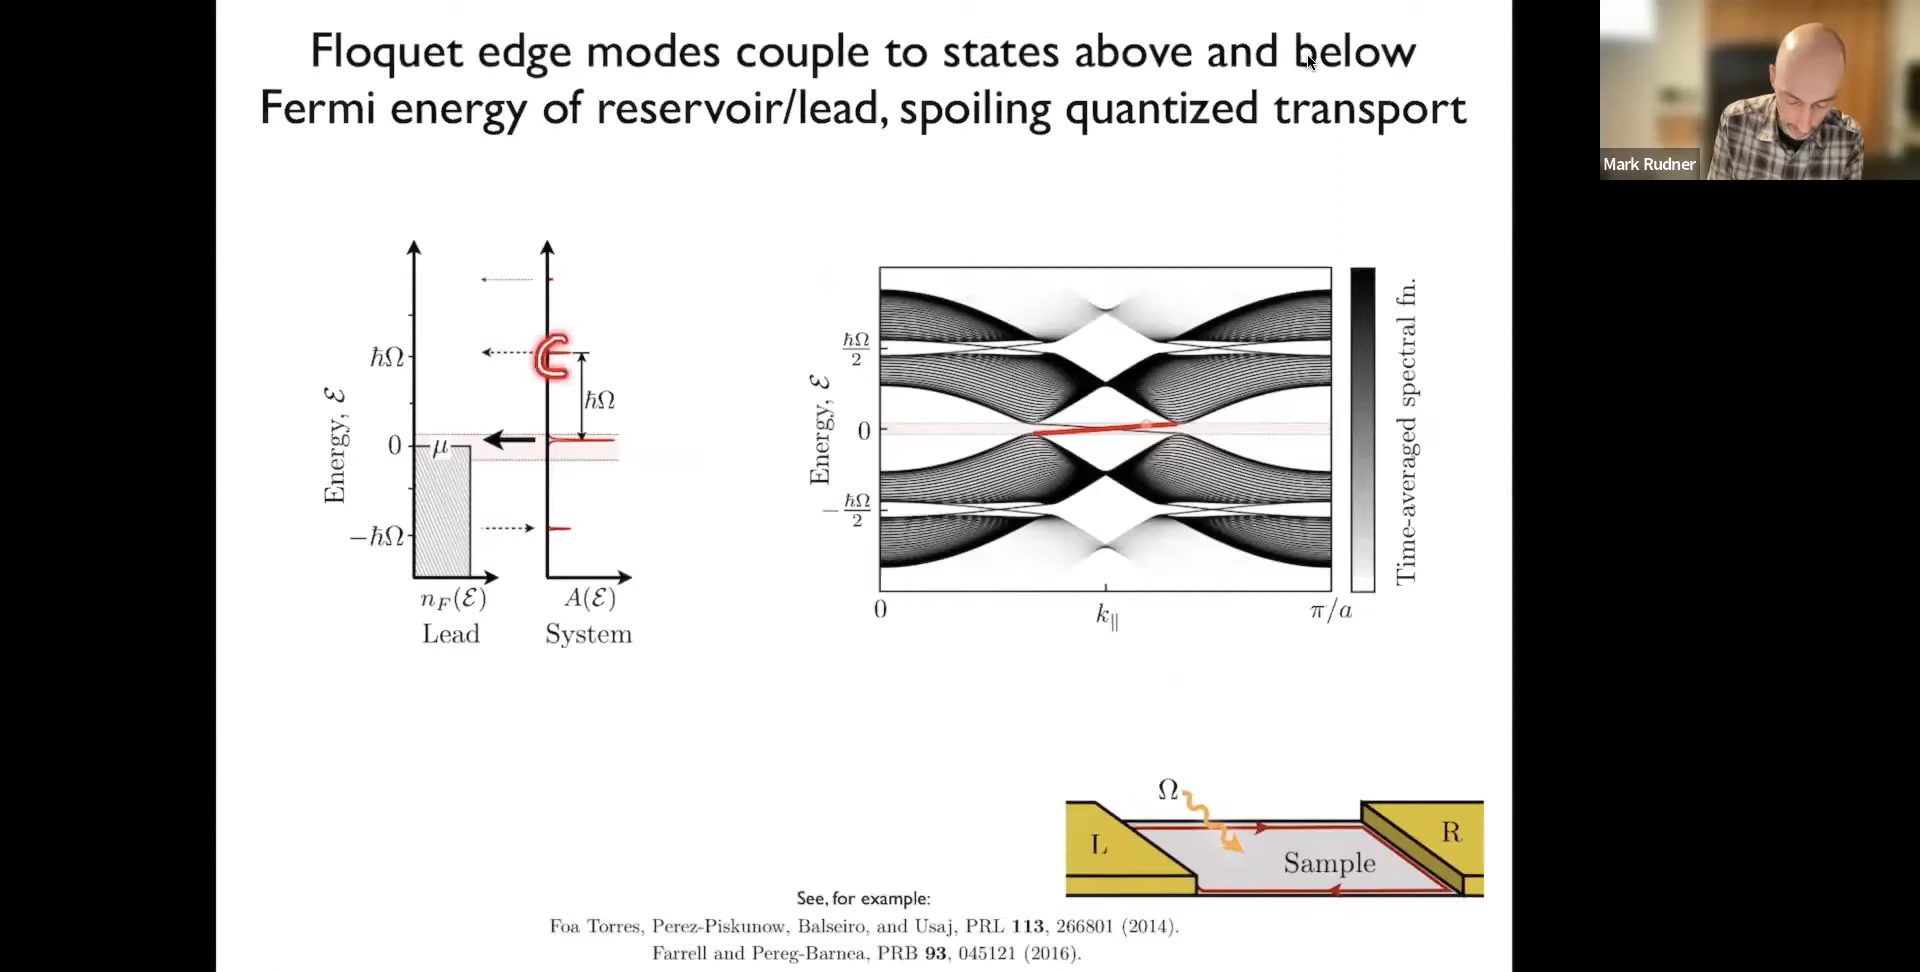 Floquet edge modes couple to states above and below
Fermi energy of reservoir/lead, spoiling quantized transport
Mark Rudner
Energy, ℰ
ħΩ
0
μ
−ħΩ
ħΩ
n_F(ℰ)
Lead
A(ℰ)
System
Energy, ℰ
ħΩ/2
0
−ħΩ/2
0
k_∥
π/a
Time-averaged spectral fn.
Ω
L
Sample
R
See, for example:
Foa Torres, Perez-Piskunow, Balseiro, and Usaj, PRL 113, 266801 (2014).
Farrell and Pereg-Barnea, PRB 93, 045121 (2016).